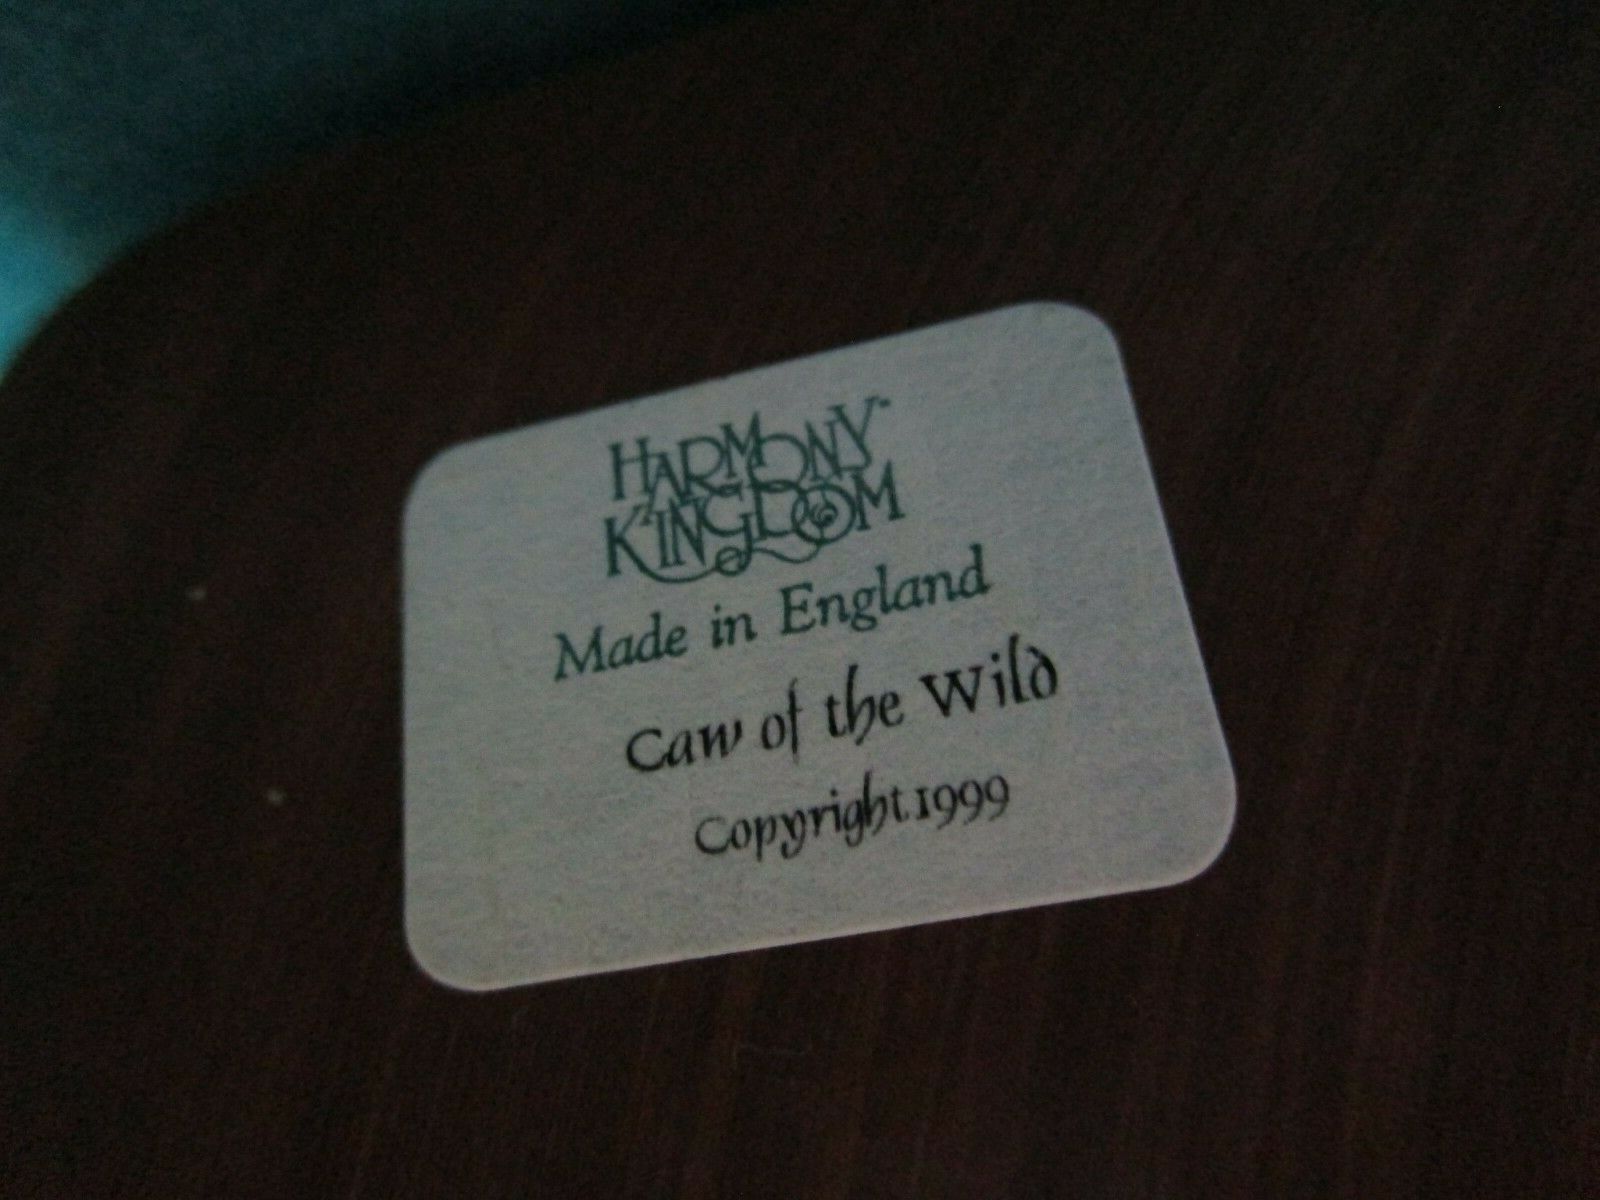 HARMONY™
KINGDOM
Made in England
Caw of the Wild
Copyright 1999